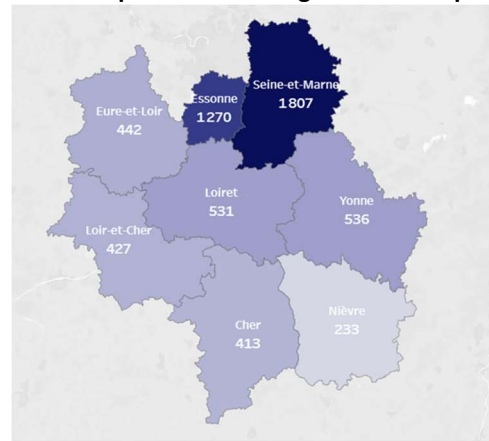 Seine-et-Marne
1807
Essonne
1270
Eure-et-Loir
442
Loiret
531
Yonne
536
Loir-et-Cher
427
Nièvre
233
Cher
413